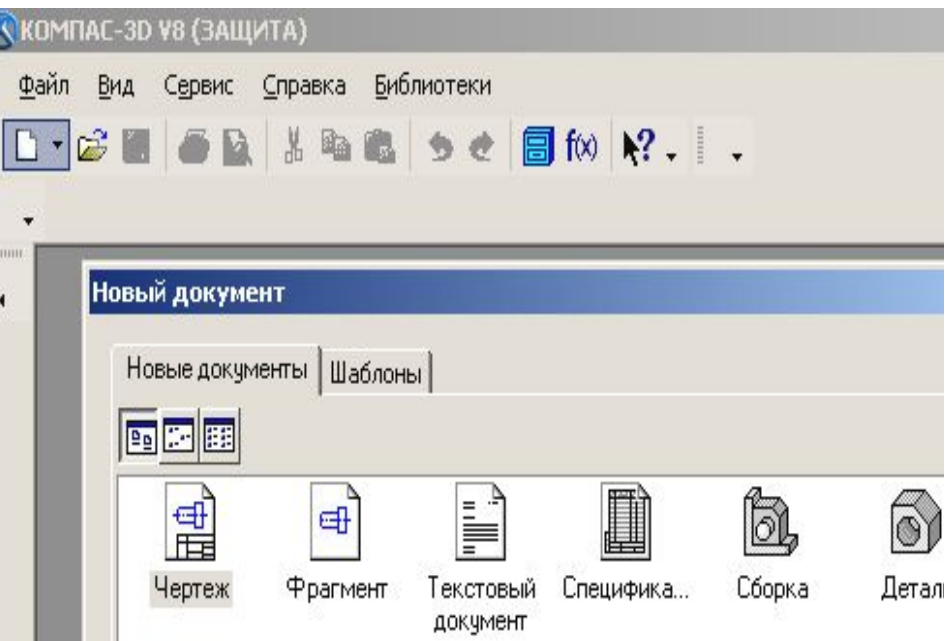 КОМПАС-3D V8 (ЗАЩИТА)
Файл Вид Сервис Справка Библиотеки
f(x) ?
Новый документ
Новые документы Шаблоны
Чертеж Фрагмент Текстовый документ Специфика... Сборка Детал